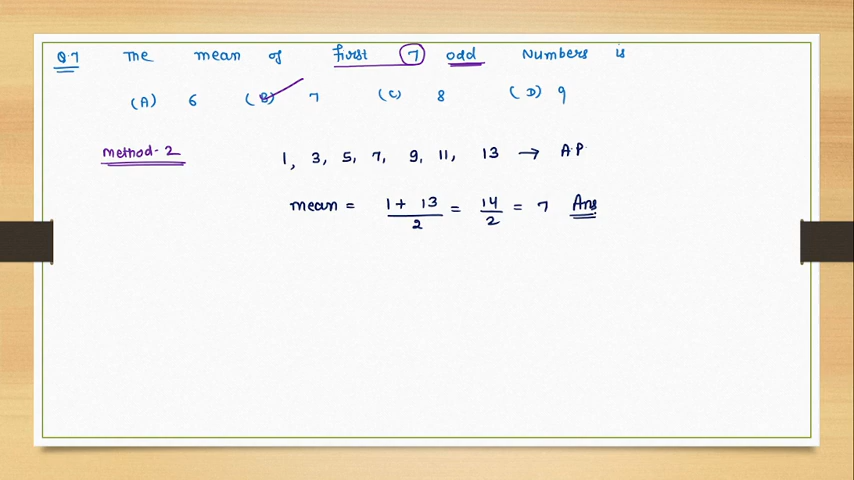 Q.7 The mean of first 7 odd Numbers is
(A) 6 (B) 7 (C) 8 (D) 9
Method-2 1, 3, 5, 7, 9, 11, 13 → A.P.
mean = 1 + 13 / 2 = 14 / 2 = 7 Ans